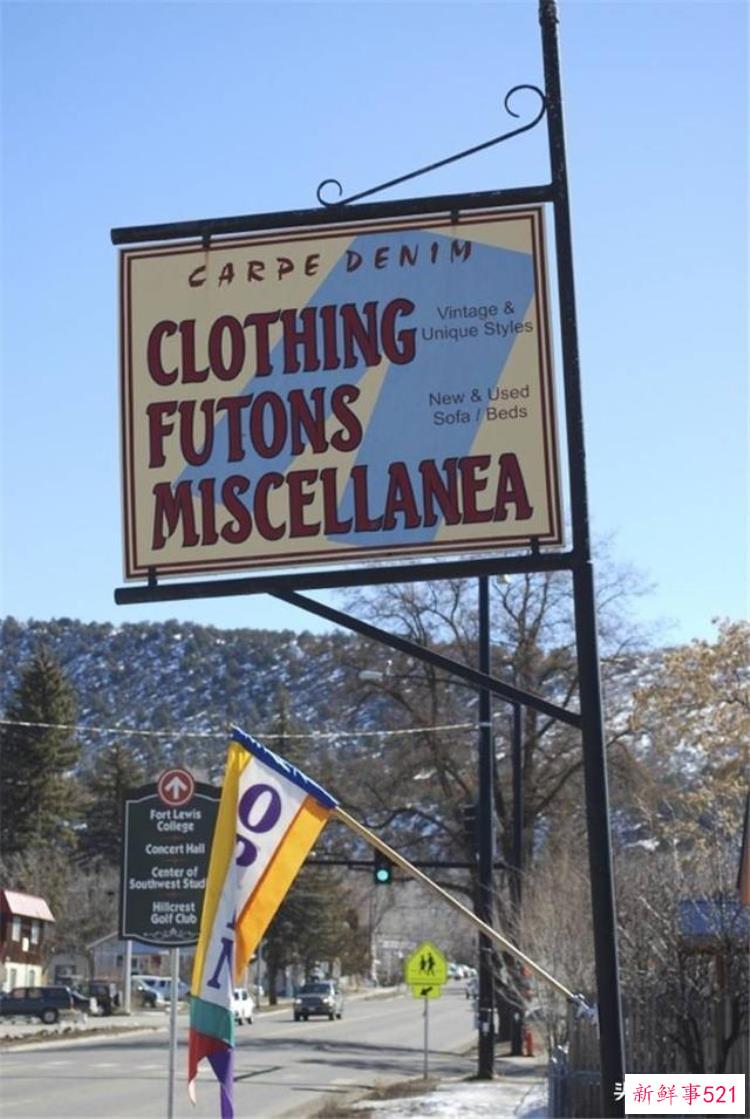 CARPE DENIM
CLOTHING
Vintage &
Unique Styles
FUTONS
New & Used
Sofa / Beds
MISCELLANEA
Fort Lewis
College
Concert Hall
Center of
Southwest Stud
Hillcrest
Golf Club
OPEN
新鲜事521